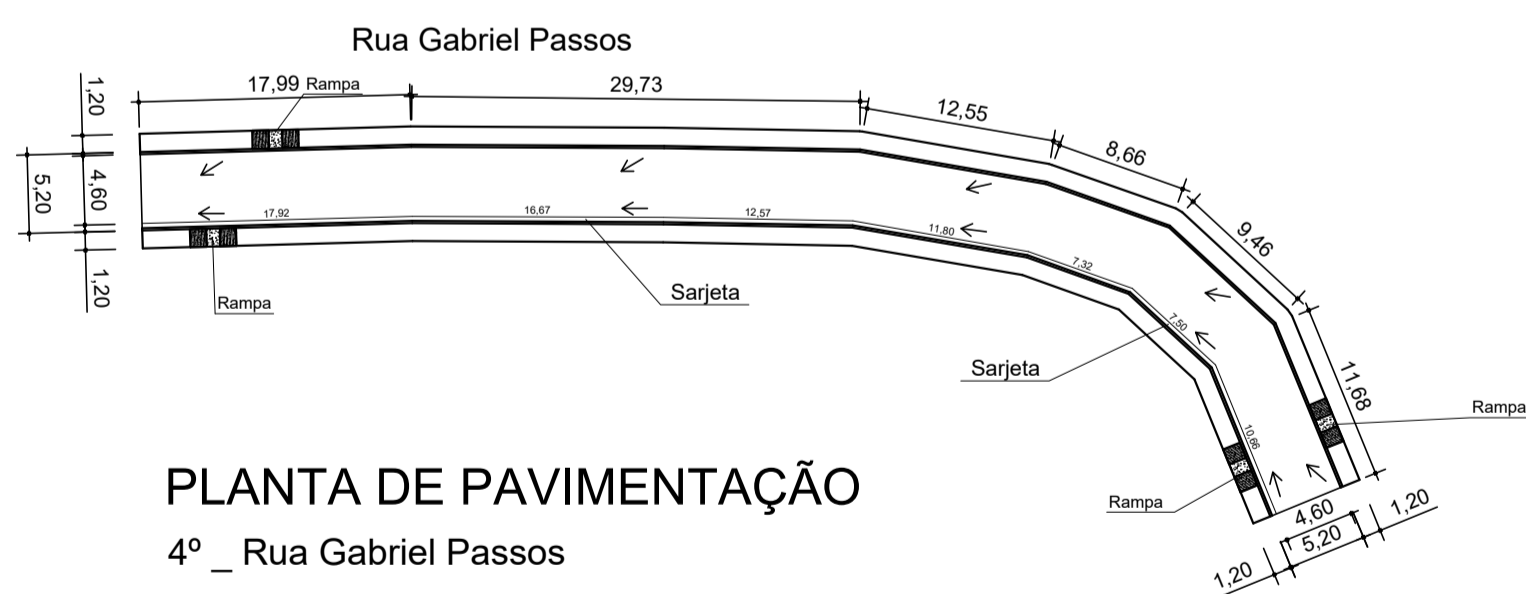 Rua Gabriel Passos
17,99
Rampa
29,73
12,55
8,66
9,46
11,68
1,20
5,20
4,60
1,20
17,92
16,67
12,57
11,80
7,32
7,50
10,66
Rampa
Sarjeta
Sarjeta
Rampa
Rampa
4,60
5,20
1,20
1,20
PLANTA DE PAVIMENTAÇÃO
4º _ Rua Gabriel Passos